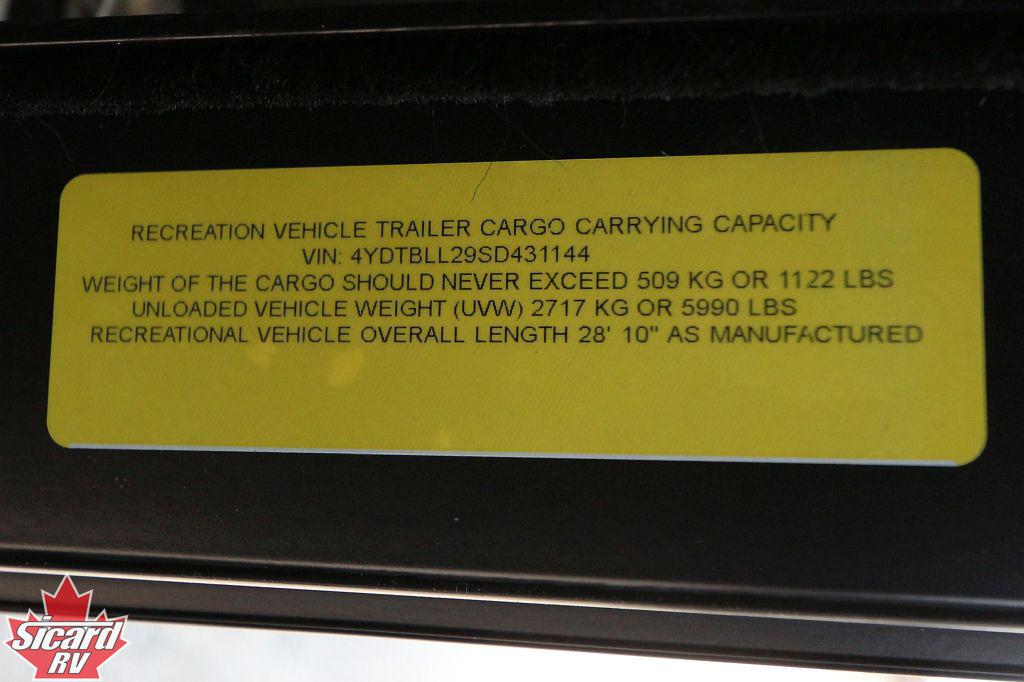 RECREATION VEHICLE TRAILER CARGO CARRYING CAPACITY
VIN: 4YDTBLL29SD431144
WEIGHT OF THE CARGO SHOULD NEVER EXCEED 509 KG OR 1122 LBS
UNLOADED VEHICLE WEIGHT (UVW) 2717 KG OR 5990 LBS
RECREATIONAL VEHICLE OVERALL LENGTH 28' 10" AS MANUFACTURED
Sicard
RV